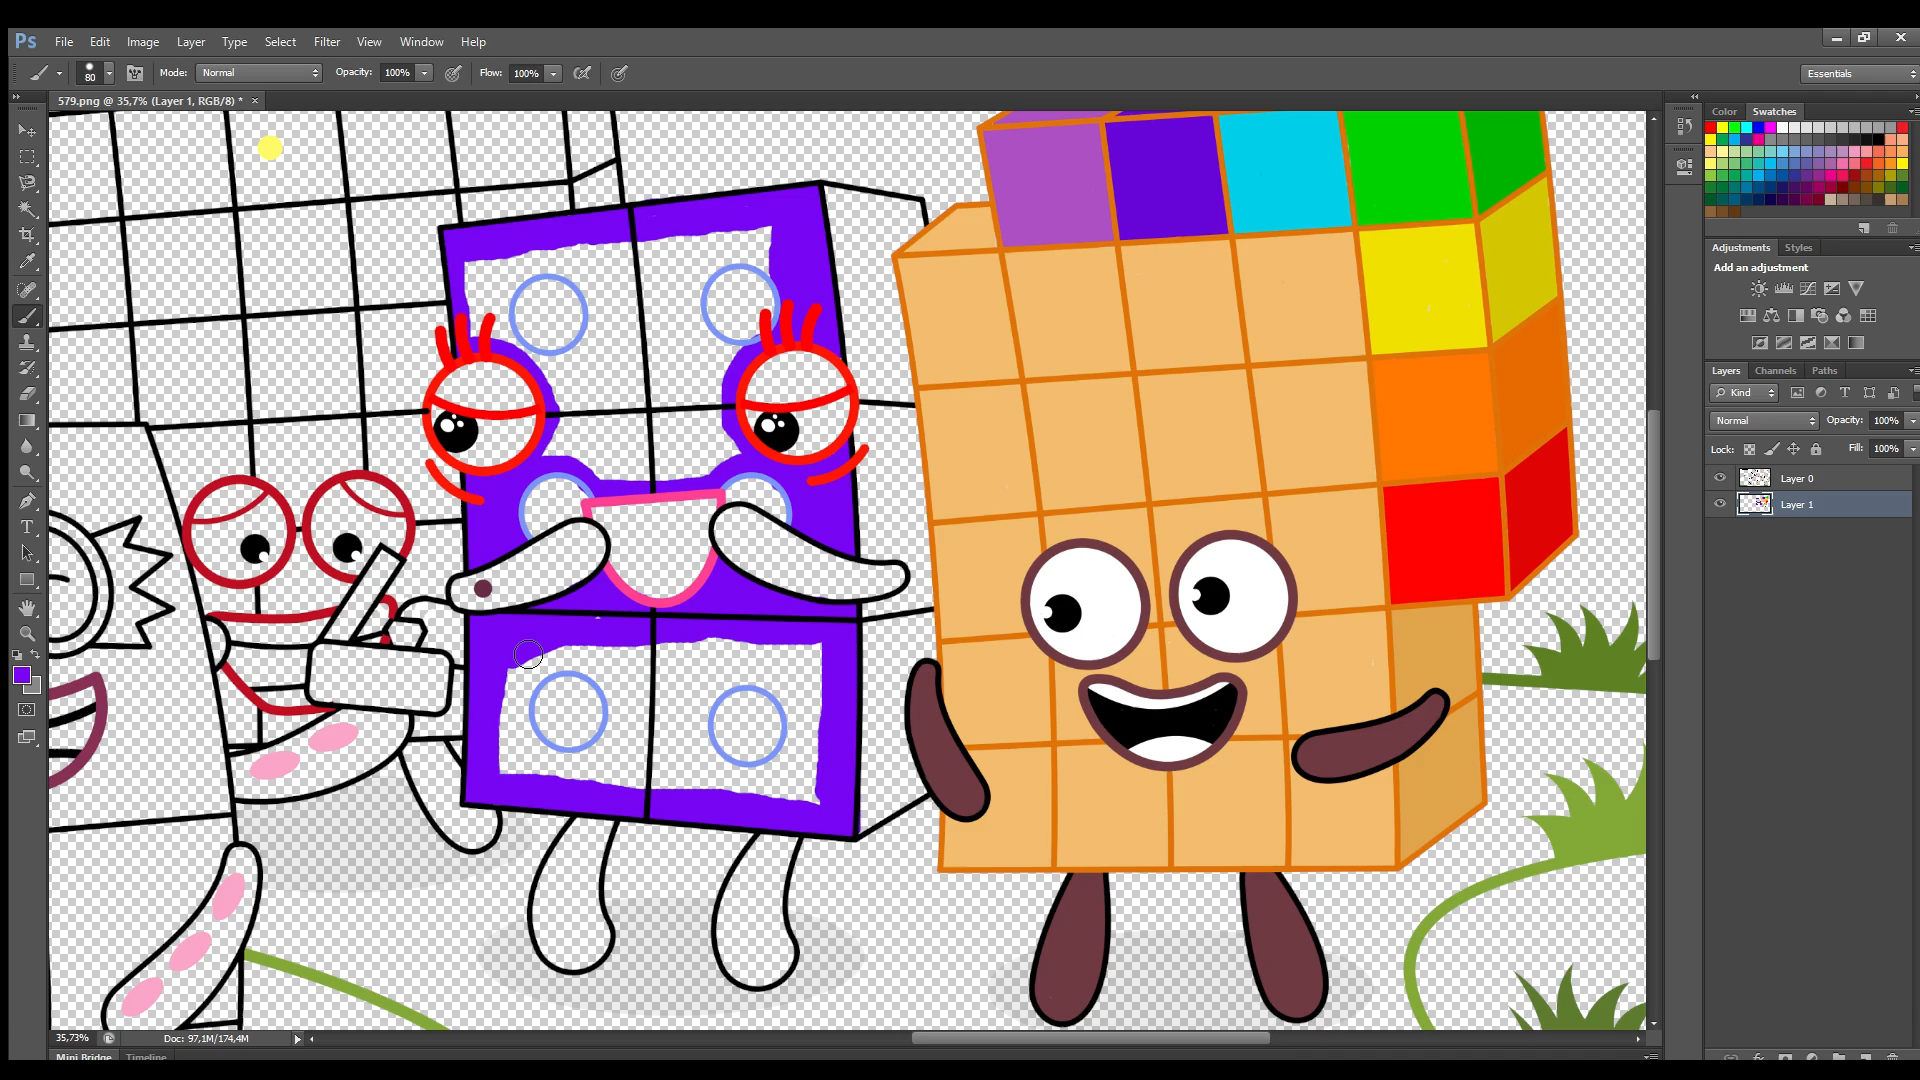 Ps File Edit Image Layer Type Select Filter View Window Help
80 Mode: Normal Opacity: 100% Flow: 100% Essentials
579.png @ 35,7% (Layer 1, RGB/8) * ×
Color Swatches
Adjustments Styles
Add an adjustment
Layers Channels Paths
Kind
Normal Opacity: 100%
Lock: Fill: 100%
Layer 0
Layer 1
35,73% Doc: 97,1M/174,4M
Mini Bridge Timeline